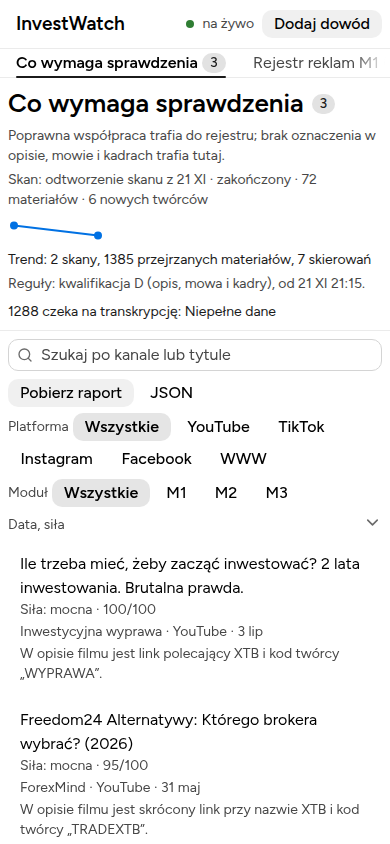 InvestWatch
na żywo
Dodaj dowód
Co wymaga sprawdzenia 3
Rejestr reklam M1
Co wymaga sprawdzenia 3
Poprawna współpraca trafia do rejestru; brak oznaczenia w
opisie, mowie i kadrach trafia tutaj.
Skan: odtworzenie skanu z 21 XI · zakończony · 72
materiałów · 6 nowych twórców
Trend: 2 skany, 1385 przejrzanych materiałów, 7 skierowań
Reguły: kwalifikacja D (opis, mowa i kadry), od 21 XI 21:15.
1288 czeka na transkrypcję: Niepełne dane
Szukaj po kanale lub tytule
Pobierz raport JSON
Platforma Wszystkie YouTube TikTok
Instagram Facebook WWW
Moduł Wszystkie M1 M2 M3
Data, siła
Ile trzeba mieć, żeby zacząć inwestować? 2 lata
inwestowania. Brutalna prawda.
Siła: mocna · 100/100
Inwestycyjna wyprawa · YouTube · 3 lip
W opisie filmu jest link polecający XTB i kod twórcy
„WYPRAWA”.
Freedom24 Alternatywy: Którego brokera
wybrać? (2026)
Siła: mocna · 95/100
ForexMind · YouTube · 31 maj
W opisie filmu jest skrócony link przy nazwie XTB i kod
twórcy „TRADEXTB”.